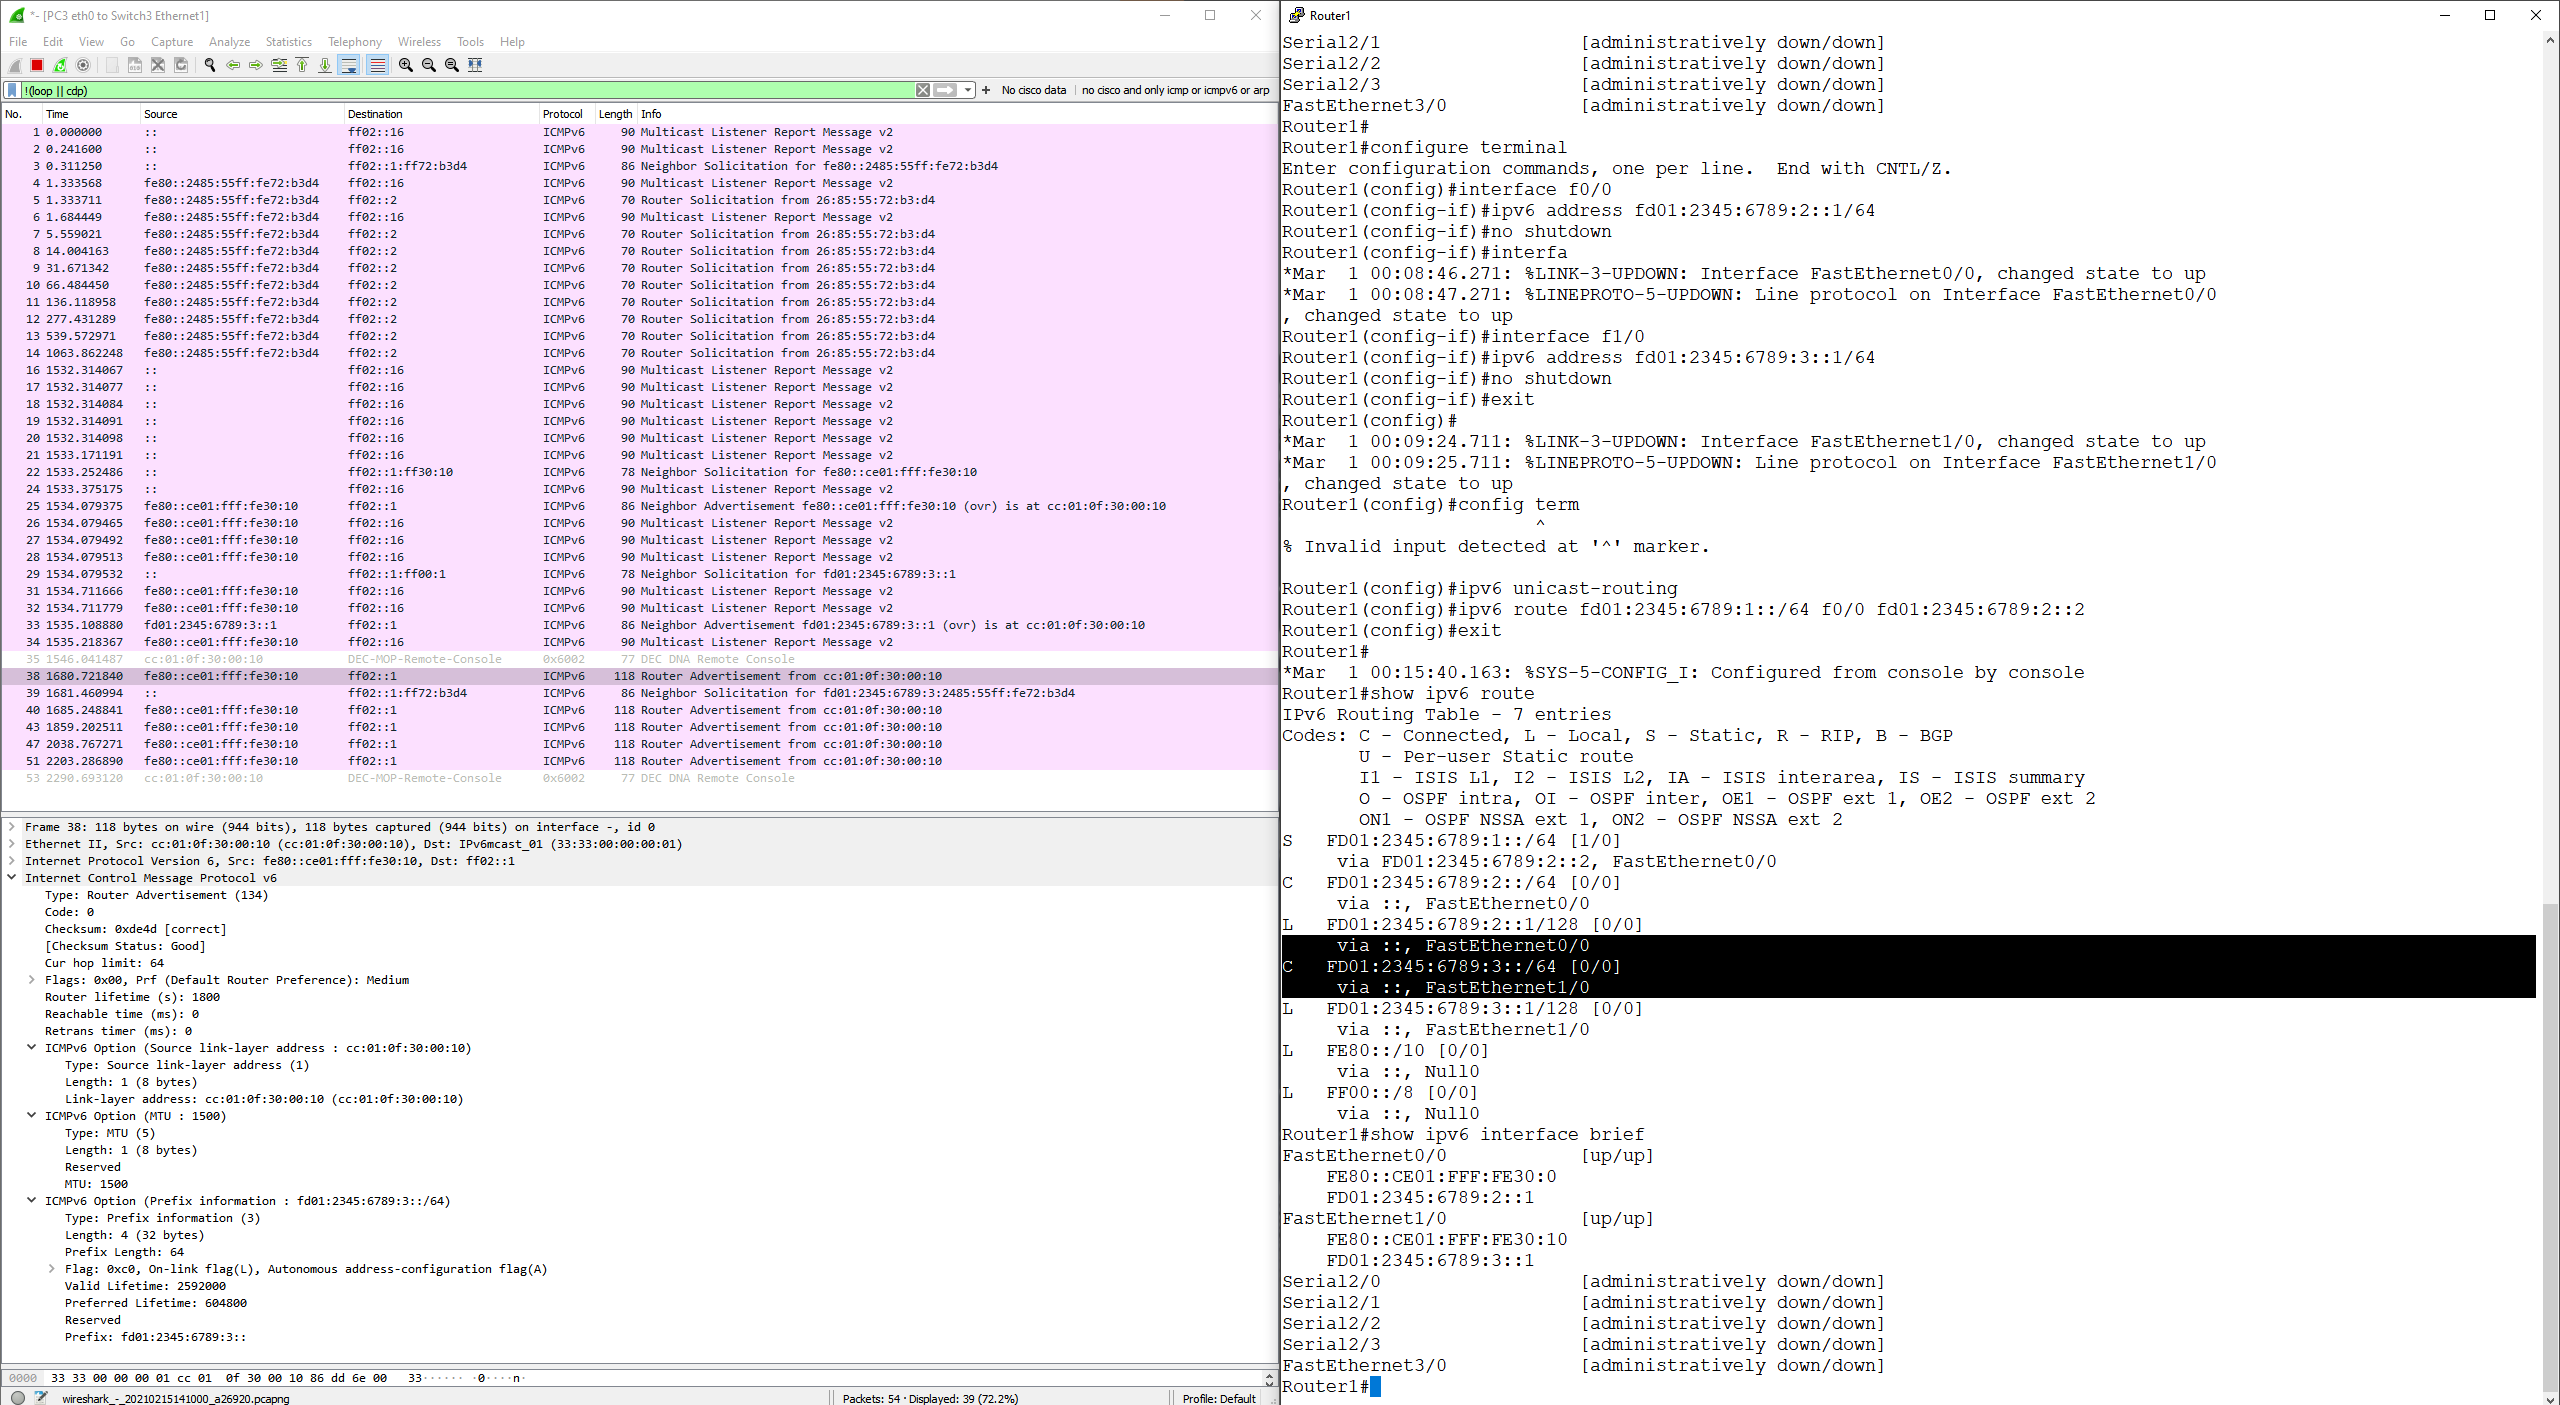 *- [PC3 eth0 to Switch3 Ethernet1]
File Edit View Go Capture Analyze Statistics Telephony Wireless Tools Help
!(loop || cdp)
No cisco data | no cisco and only icmp or icmpv6 or arp
No. Time Source Destination Protocol Length Info
1 0.000000 :: ff02::16 ICMPv6 90 Multicast Listener Report Message v2
2 0.241600 :: ff02::16 ICMPv6 90 Multicast Listener Report Message v2
3 0.311250 :: ff02::1:ff72:b3d4 ICMPv6 86 Neighbor Solicitation for fe80::2485:55ff:fe72:b3d4
4 1.333568 fe80::2485:55ff:fe72:b3d4 ff02::16 ICMPv6 90 Multicast Listener Report Message v2
5 1.333711 fe80::2485:55ff:fe72:b3d4 ff02::2 ICMPv6 70 Router Solicitation from 26:85:55:72:b3:d4
6 1.684449 fe80::2485:55ff:fe72:b3d4 ff02::16 ICMPv6 90 Multicast Listener Report Message v2
7 5.559021 fe80::2485:55ff:fe72:b3d4 ff02::2 ICMPv6 70 Router Solicitation from 26:85:55:72:b3:d4
8 14.004163 fe80::2485:55ff:fe72:b3d4 ff02::2 ICMPv6 70 Router Solicitation from 26:85:55:72:b3:d4
9 31.671342 fe80::2485:55ff:fe72:b3d4 ff02::2 ICMPv6 70 Router Solicitation from 26:85:55:72:b3:d4
10 66.484450 fe80::2485:55ff:fe72:b3d4 ff02::2 ICMPv6 70 Router Solicitation from 26:85:55:72:b3:d4
11 136.118958 fe80::2485:55ff:fe72:b3d4 ff02::2 ICMPv6 70 Router Solicitation from 26:85:55:72:b3:d4
12 277.431289 fe80::2485:55ff:fe72:b3d4 ff02::2 ICMPv6 70 Router Solicitation from 26:85:55:72:b3:d4
13 539.572971 fe80::2485:55ff:fe72:b3d4 ff02::2 ICMPv6 70 Router Solicitation from 26:85:55:72:b3:d4
14 1063.862248 fe80::2485:55ff:fe72:b3d4 ff02::2 ICMPv6 70 Router Solicitation from 26:85:55:72:b3:d4
16 1532.314067 :: ff02::16 ICMPv6 90 Multicast Listener Report Message v2
17 1532.314077 :: ff02::16 ICMPv6 90 Multicast Listener Report Message v2
18 1532.314084 :: ff02::16 ICMPv6 90 Multicast Listener Report Message v2
19 1532.314091 :: ff02::16 ICMPv6 90 Multicast Listener Report Message v2
20 1532.314098 :: ff02::16 ICMPv6 90 Multicast Listener Report Message v2
21 1533.171191 :: ff02::16 ICMPv6 90 Multicast Listener Report Message v2
22 1533.252486 :: ff02::1:ff30:10 ICMPv6 78 Neighbor Solicitation for fe80::ce01:fff:fe30:10
24 1533.375175 :: ff02::16 ICMPv6 90 Multicast Listener Report Message v2
25 1534.079375 fe80::ce01:fff:fe30:10 ff02::1 ICMPv6 86 Neighbor Advertisement fe80::ce01:fff:fe30:10 (ovr) is at cc:01:0f:30:00:10
26 1534.079465 fe80::ce01:fff:fe30:10 ff02::16 ICMPv6 90 Multicast Listener Report Message v2
27 1534.079492 fe80::ce01:fff:fe30:10 ff02::16 ICMPv6 90 Multicast Listener Report Message v2
28 1534.079513 fe80::ce01:fff:fe30:10 ff02::16 ICMPv6 90 Multicast Listener Report Message v2
29 1534.079532 :: ff02::1:ff00:1 ICMPv6 78 Neighbor Solicitation for fd01:2345:6789:3::1
31 1534.711666 fe80::ce01:fff:fe30:10 ff02::16 ICMPv6 90 Multicast Listener Report Message v2
32 1534.711779 fe80::ce01:fff:fe30:10 ff02::16 ICMPv6 90 Multicast Listener Report Message v2
33 1535.108880 fd01:2345:6789:3::1 ff02::1 ICMPv6 86 Neighbor Advertisement fd01:2345:6789:3::1 (ovr) is at cc:01:0f:30:00:10
34 1535.218367 fe80::ce01:fff:fe30:10 ff02::16 ICMPv6 90 Multicast Listener Report Message v2
35 1546.041487 cc:01:0f:30:00:10 DEC-MOP-Remote-Console 0x6002 77 DEC DNA Remote Console
38 1680.721840 fe80::ce01:fff:fe30:10 ff02::1 ICMPv6 118 Router Advertisement from cc:01:0f:30:00:10
39 1681.460994 :: ff02::1:ff72:b3d4 ICMPv6 86 Neighbor Solicitation for fd01:2345:6789:3:2485:55ff:fe72:b3d4
40 1685.248841 fe80::ce01:fff:fe30:10 ff02::1 ICMPv6 118 Router Advertisement from cc:01:0f:30:00:10
43 1859.202511 fe80::ce01:fff:fe30:10 ff02::1 ICMPv6 118 Router Advertisement from cc:01:0f:30:00:10
47 2038.767271 fe80::ce01:fff:fe30:10 ff02::1 ICMPv6 118 Router Advertisement from cc:01:0f:30:00:10
51 2203.286890 fe80::ce01:fff:fe30:10 ff02::1 ICMPv6 118 Router Advertisement from cc:01:0f:30:00:10
53 2290.693120 cc:01:0f:30:00:10 DEC-MOP-Remote-Console 0x6002 77 DEC DNA Remote Console
Frame 38: 118 bytes on wire (944 bits), 118 bytes captured (944 bits) on interface -, id 0
Ethernet II, Src: cc:01:0f:30:00:10 (cc:01:0f:30:00:10), Dst: IPv6mcast_01 (33:33:00:00:00:01)
Internet Protocol Version 6, Src: fe80::ce01:fff:fe30:10, Dst: ff02::1
Internet Control Message Protocol v6
Type: Router Advertisement (134)
Code: 0
Checksum: 0xde4d [correct]
[Checksum Status: Good]
Cur hop limit: 64
Flags: 0x00, Prf (Default Router Preference): Medium
Router lifetime (s): 1800
Reachable time (ms): 0
Retrans timer (ms): 0
ICMPv6 Option (Source link-layer address : cc:01:0f:30:00:10)
Type: Source link-layer address (1)
Length: 1 (8 bytes)
Link-layer address: cc:01:0f:30:00:10 (cc:01:0f:30:00:10)
ICMPv6 Option (MTU : 1500)
Type: MTU (5)
Length: 1 (8 bytes)
Reserved
MTU: 1500
ICMPv6 Option (Prefix information : fd01:2345:6789:3::/64)
Type: Prefix information (3)
Length: 4 (32 bytes)
Prefix Length: 64
Flag: 0xc0, On-link flag(L), Autonomous address-configuration flag(A)
Valid Lifetime: 2592000
Preferred Lifetime: 604800
Reserved
Prefix: fd01:2345:6789:3::
0000 33 33 00 00 00 01 cc 01 0f 30 00 10 86 dd 6e 00 33······ ·0····n·
wireshark_-_20210215141000_a26920.pcapng Packets: 54 · Displayed: 39 (72.2%) Profile: Default
Router1
Serial2/1 [administratively down/down]
Serial2/2 [administratively down/down]
Serial2/3 [administratively down/down]
FastEthernet3/0 [administratively down/down]
Router1#
Router1#configure terminal
Enter configuration commands, one per line. End with CNTL/Z.
Router1(config)#interface f0/0
Router1(config-if)#ipv6 address fd01:2345:6789:2::1/64
Router1(config-if)#no shutdown
Router1(config-if)#interfa
*Mar 1 00:08:46.271: %LINK-3-UPDOWN: Interface FastEthernet0/0, changed state to up
*Mar 1 00:08:47.271: %LINEPROTO-5-UPDOWN: Line protocol on Interface FastEthernet0/0
, changed state to up
Router1(config-if)#interface f1/0
Router1(config-if)#ipv6 address fd01:2345:6789:3::1/64
Router1(config-if)#no shutdown
Router1(config-if)#exit
Router1(config)#
*Mar 1 00:09:24.711: %LINK-3-UPDOWN: Interface FastEthernet1/0, changed state to up
*Mar 1 00:09:25.711: %LINEPROTO-5-UPDOWN: Line protocol on Interface FastEthernet1/0
, changed state to up
Router1(config)#config term
^
% Invalid input detected at '^' marker.
Router1(config)#ipv6 unicast-routing
Router1(config)#ipv6 route fd01:2345:6789:1::/64 f0/0 fd01:2345:6789:2::2
Router1(config)#exit
Router1#
*Mar 1 00:15:40.163: %SYS-5-CONFIG_I: Configured from console by console
Router1#show ipv6 route
IPv6 Routing Table - 7 entries
Codes: C - Connected, L - Local, S - Static, R - RIP, B - BGP
U - Per-user Static route
I1 - ISIS L1, I2 - ISIS L2, IA - ISIS interarea, IS - ISIS summary
O - OSPF intra, OI - OSPF inter, OE1 - OSPF ext 1, OE2 - OSPF ext 2
ON1 - OSPF NSSA ext 1, ON2 - OSPF NSSA ext 2
S FD01:2345:6789:1::/64 [1/0]
via FD01:2345:6789:2::2, FastEthernet0/0
C FD01:2345:6789:2::/64 [0/0]
via ::, FastEthernet0/0
L FD01:2345:6789:2::1/128 [0/0]
via ::, FastEthernet0/0
C FD01:2345:6789:3::/64 [0/0]
via ::, FastEthernet1/0
L FD01:2345:6789:3::1/128 [0/0]
via ::, FastEthernet1/0
L FE80::/10 [0/0]
via ::, Null0
L FF00::/8 [0/0]
via ::, Null0
Router1#show ipv6 interface brief
FastEthernet0/0 [up/up]
FE80::CE01:FFF:FE30:0
FD01:2345:6789:2::1
FastEthernet1/0 [up/up]
FE80::CE01:FFF:FE30:10
FD01:2345:6789:3::1
Serial2/0 [administratively down/down]
Serial2/1 [administratively down/down]
Serial2/2 [administratively down/down]
Serial2/3 [administratively down/down]
FastEthernet3/0 [administratively down/down]
Router1#